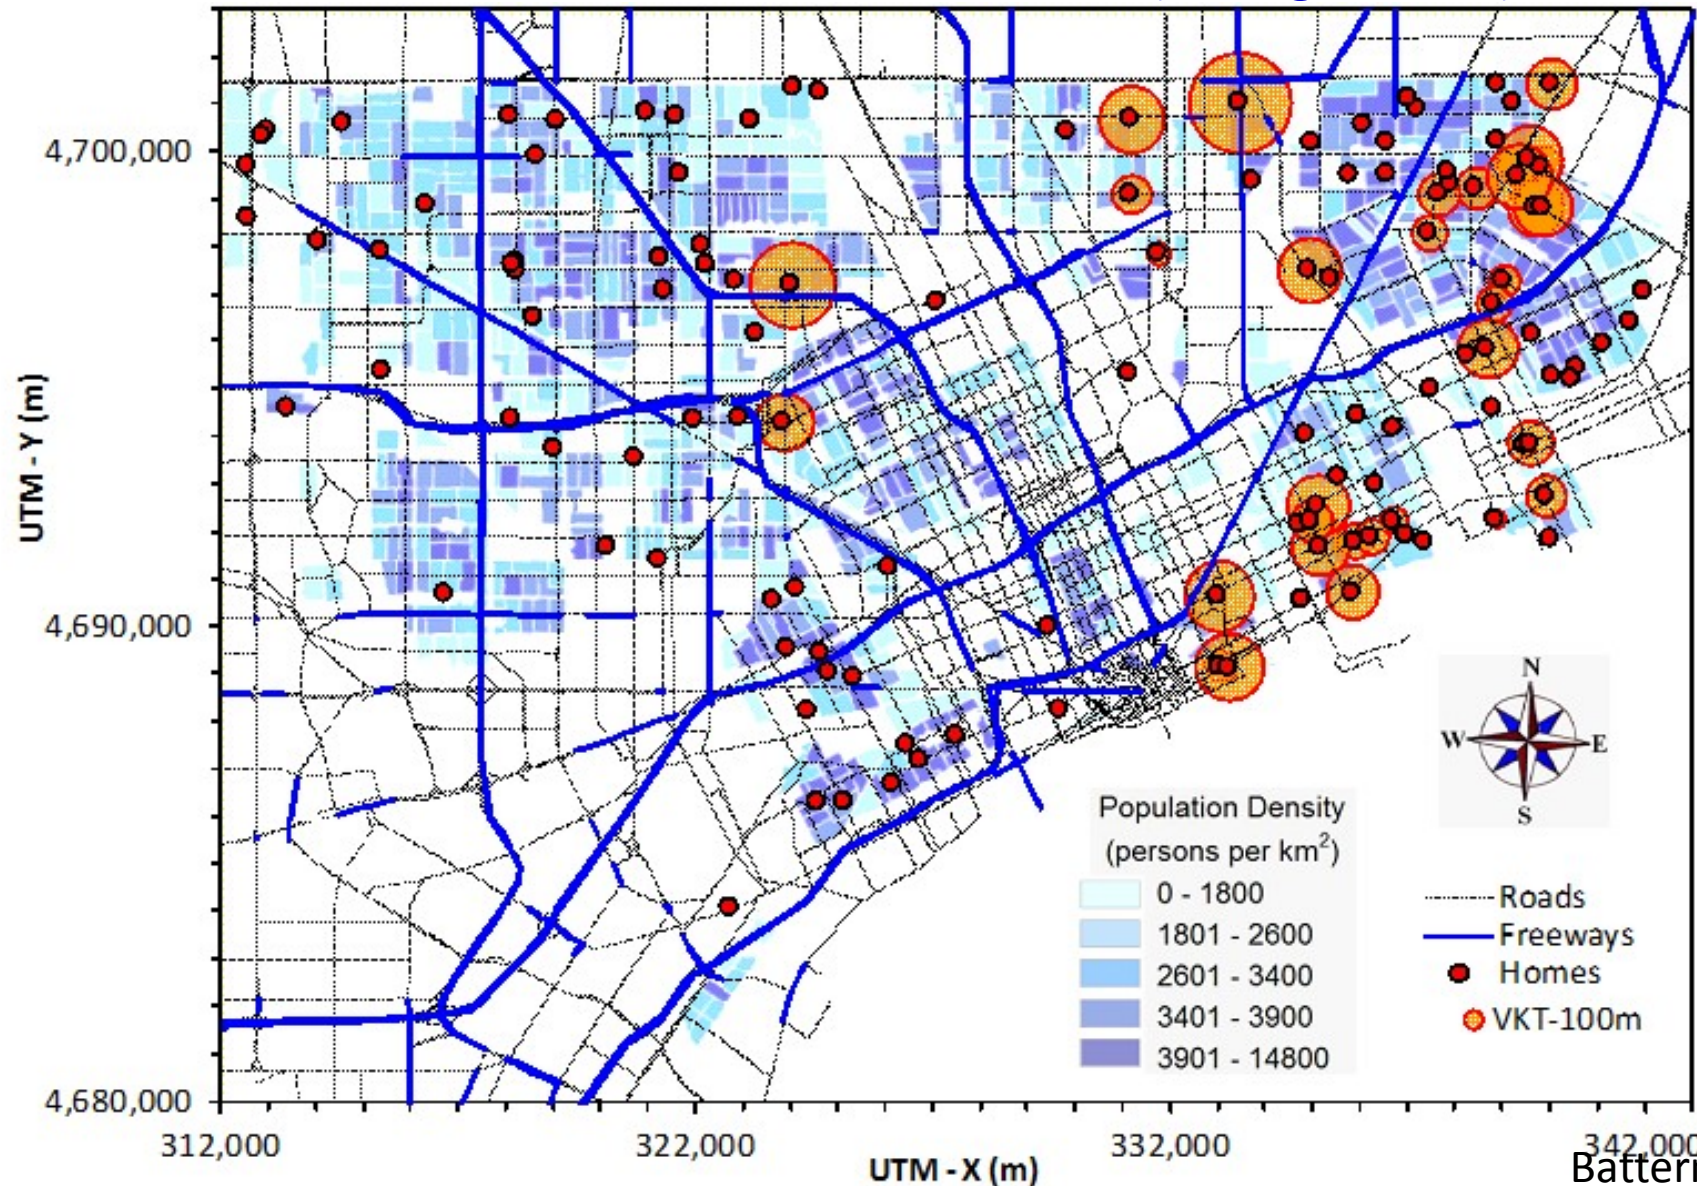 4,700,000
UTM - Y (m)
4,690,000
4,680,000
N
W
E
S
Population Density
(persons per km2)
0 - 1800
1801 - 2600
2601 - 3400
3401 - 3900
3901 - 14800
Roads
Freeways
Homes
VKT-100m
312,000
322,000
332,000
342,000
UTM - X (m)
Batteri